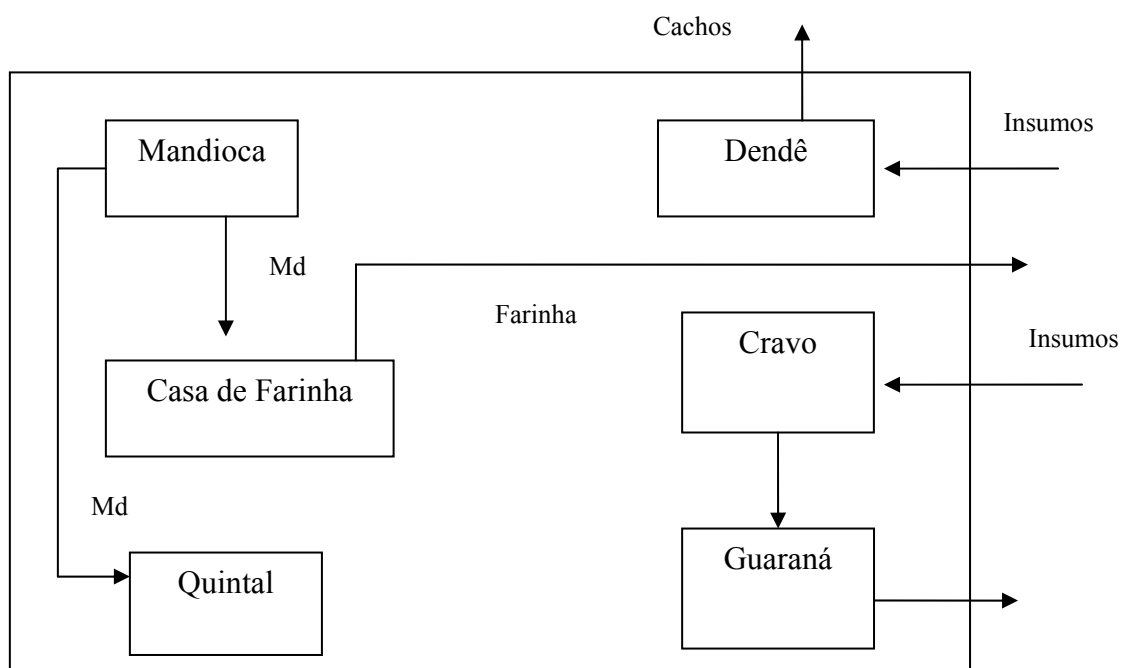 Cachos
Insumos
Mandioca
Dendê
Md
Farinha
Cravo
Insumos
Casa de Farinha
Md
Guaraná
Quintal